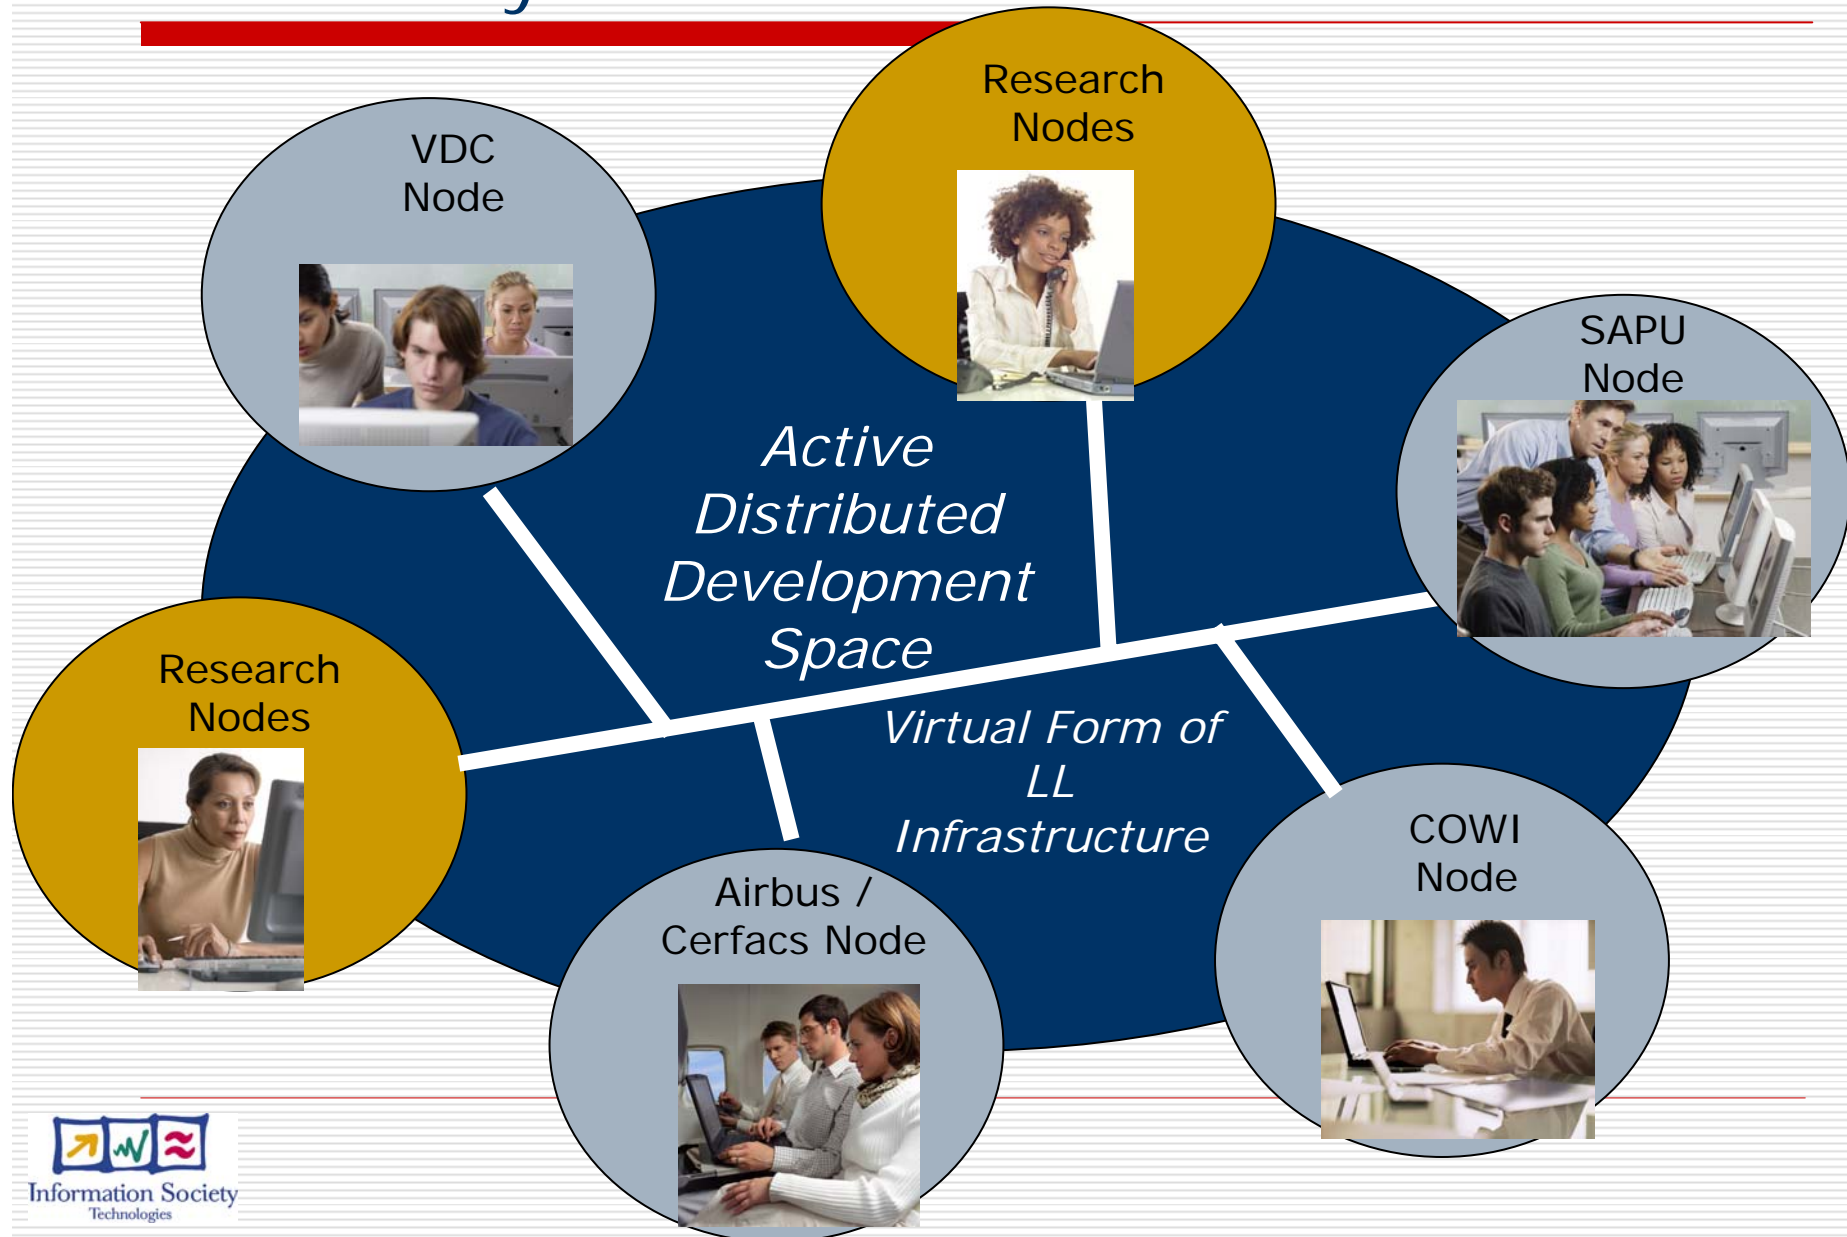 Research
Nodes
VDC
Node
SAPU
Node
Active
Distributed
Development
Space
Research
Nodes
Virtual Form of
LL
Infrastructure
COWI
Node
Airbus /
Cerfacs Node
Information Society
Technologies